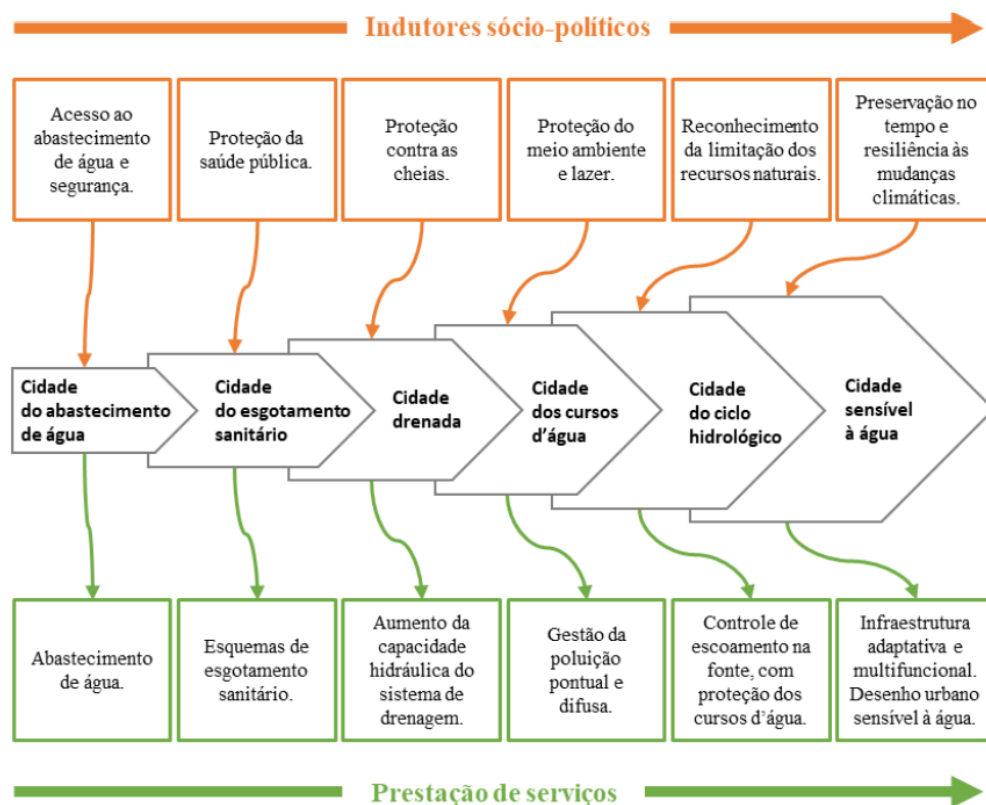 Indutores sócio-políticos
Acesso ao
abastecimento
de água e
segurança.
Proteção da
saúde pública.
Proteção
contra as
cheias.
Proteção do
meio ambiente
e lazer.
Reconhecimento
da limitação dos
recursos naturais.
Preservação no
tempo e
resiliência às
mudanças
climáticas.
Cidade
do abastecimento
de água
Cidade
do esgotamento
sanitário
Cidade
drenada
Cidade
dos cursos
d’água
Cidade
do ciclo
hidrológico
Cidade
sensível
à água
Abastecimento
de água.
Esquemas de
esgotamento
sanitário.
Aumento da
capacidade
hidráulica do
sistema de
drenagem.
Gestão da
poluição
pontual e
difusa.
Controle de
escoamento na
fonte, com
proteção dos
cursos d’água.
Infraestrutura
adaptativa e
multifuncional.
Desenho urbano
sensível à água.
Prestação de serviços